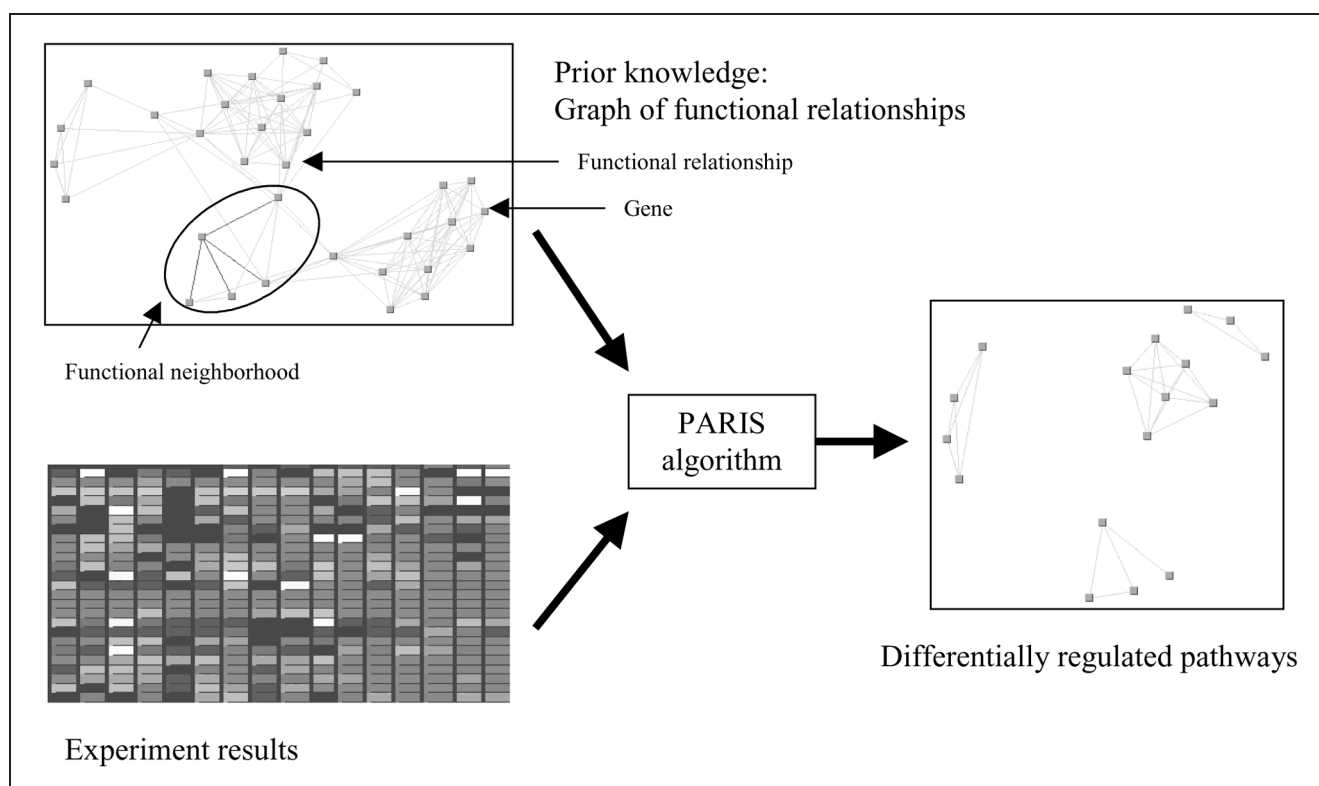 Prior knowledge:
Graph of functional relationships
Functional relationship
Gene
Functional neighborhood
PARIS
algorithm
Differentially regulated pathways
Experiment results